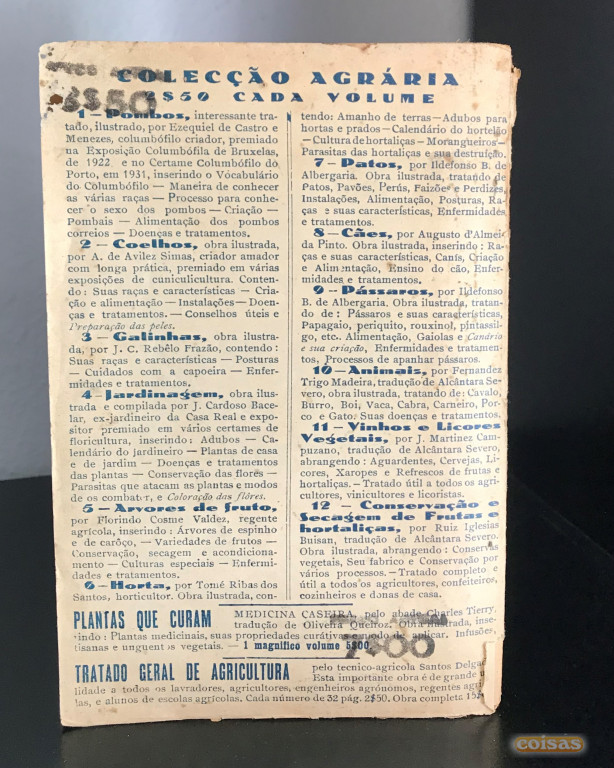 COLECÇÃO AGRÁRIA
2$50 CADA VOLUME
3$50
1—Pombos, interessante tra-
tado, ilustrado, por Ezequiel de Castro e
Menezes, columbófilo criador, premiado
na Exposição Columbófila de Bruxelas,
de 1922 e no Certame Columbófilo do
Porto, em 1931, inserindo o Vocabulário
do Columbófilo — Maneira de conhecer
as várias raças — Processo para conhe-
cer o sexo dos pombos — Criação —
Pombais — Alimentação dos pombos
correios — Doenças e tratamentos.
2 — Coelhos, obra ilustrada,
por A. de Avilez Simas, criador amador
com longa prática, premiado em várias
exposições de cuniculicultura. Conten-
do: Suas raças e características — Cria-
ção e alimentação — Instalações — Doen-
ças e tratamentos. — Conselhos úteis e
Preparação das peles.
3 — Galinhas, obra ilustra-
da, por J. C. Rebêlo Frazão, contendo:
Suas raças e características — Posturas
— Cuidados com a capoeira — Enfer-
midades e tratamentos.
4 — Jardinagem, obra ilus-
trada e compilada por J. Cardoso Bace-
lar, ex-jardineiro da Casa Real e expo-
sitor premiado em vários certames de
floricultura, inserindo: Adubos — Ca-
lendário do Jardineiro — Plantas de casa
e de jardim — Doenças e tratamentos
das plantas — Conservação das flores —
Parasitas que atacam as plantas e modos
de os combater, e Coloração das flôres.
5 — Arvores de fruto,
por Florindo Cosme Valdez, regente
agrícola, inserindo: Árvores de espinho
e de carôço, — Variedades de frutos —
Conservação, secagem e acondiciona-
mento — Culturas especiais — Enfermi-
dades e tratamentos.
6 — Horta, por Tomé Ribas dos
Santos, horticultor. Obra ilustrada, con-
tendo: Amanho de terras — Adubos para
hortas e prados — Calendário do hortelão
— Cultura de hortaliças — Morangueiros —
Parasitas das hortaliças e sua destruïção.
7 — Patos, por Ildefonso B. de
Albergaria. Obra ilustrada, tratando de
Patos, Pavões, Perús, Faizões e Perdizes,
Instalações, Alimentação, Posturas, Ra-
ças e suas características, Enfermidades
e tratamentos.
8 — Cães, por Augusto d'Almei-
da Pinto. Obra ilustrada, inserindo: Ra-
ças e suas características, Canís, Criação
e Alimentação, Ensino do cão, Enfer-
midades e tratamentos.
9 — Pássaros, por Ildefonso
B. de Albergaria. Obra ilustrada, tratan-
do de: Pássaros e suas características,
Papagaio, periquito, rouxinol, pintassil-
go, etc. Alimentação, Gaiolas e Canário
e sua criação, Enfermidades e tratamen-
tos, Processos de apanhar pássaros.
10 — Animais, por Fernandez
Trigo Madeira, tradução de Alcântara Se-
vero, obra ilustrada, tratando de: Cavalo,
Burro, Boi, Vaca, Cabra, Carneiro, Por-
co e Gato. Suas doenças e tratamentos.
11 — Vinhos e Licores
Vegetais, por J. Martinez Cam-
puzano, tradução de Alcântara Severo,
abrangendo: Aguardentes, Cervejas, Li-
cores, Xaropes e Refrescos de frutas e
hortaliças. — Tratado útil a todos os agri-
cultores, vinicultores e licoristas.
12 — Conservação e
Secagem de Frutas e
hortaliças, por Ruiz Iglesias
Buisan, tradução de Alcântara Severo.
Obra ilustrada, abrangendo: Conservas
vegetais, Seu fabrico e Conservação por
vários processos. — Tratado completo e
útil a todos os agricultores, confeiteiros,
cozinheiros e donas de casa.
PLANTAS QUE CURAM MEDICINA CASEIRA, pelo abade Charles Tierry,
tradução de Oliveira Queiroz. Obra ilustrada, inse-
rindo: Plantas medicinais, suas propriedades curativas, modo de aplicar. Infusões,
tisanas e unguentos vegetais. — 1 magnifico volume 5$00.
7$00
TRATADO GERAL DE AGRICULTURA pelo tecnico-agricola Santos Delgado
Esta importante obra é de grande
lidade a todos os lavradores, agricultores, engenheiros agrónomos, regentes
las, e alunos de escolas agrícolas. Cada número de 32 pág. 2$50. Obra completa
coisas